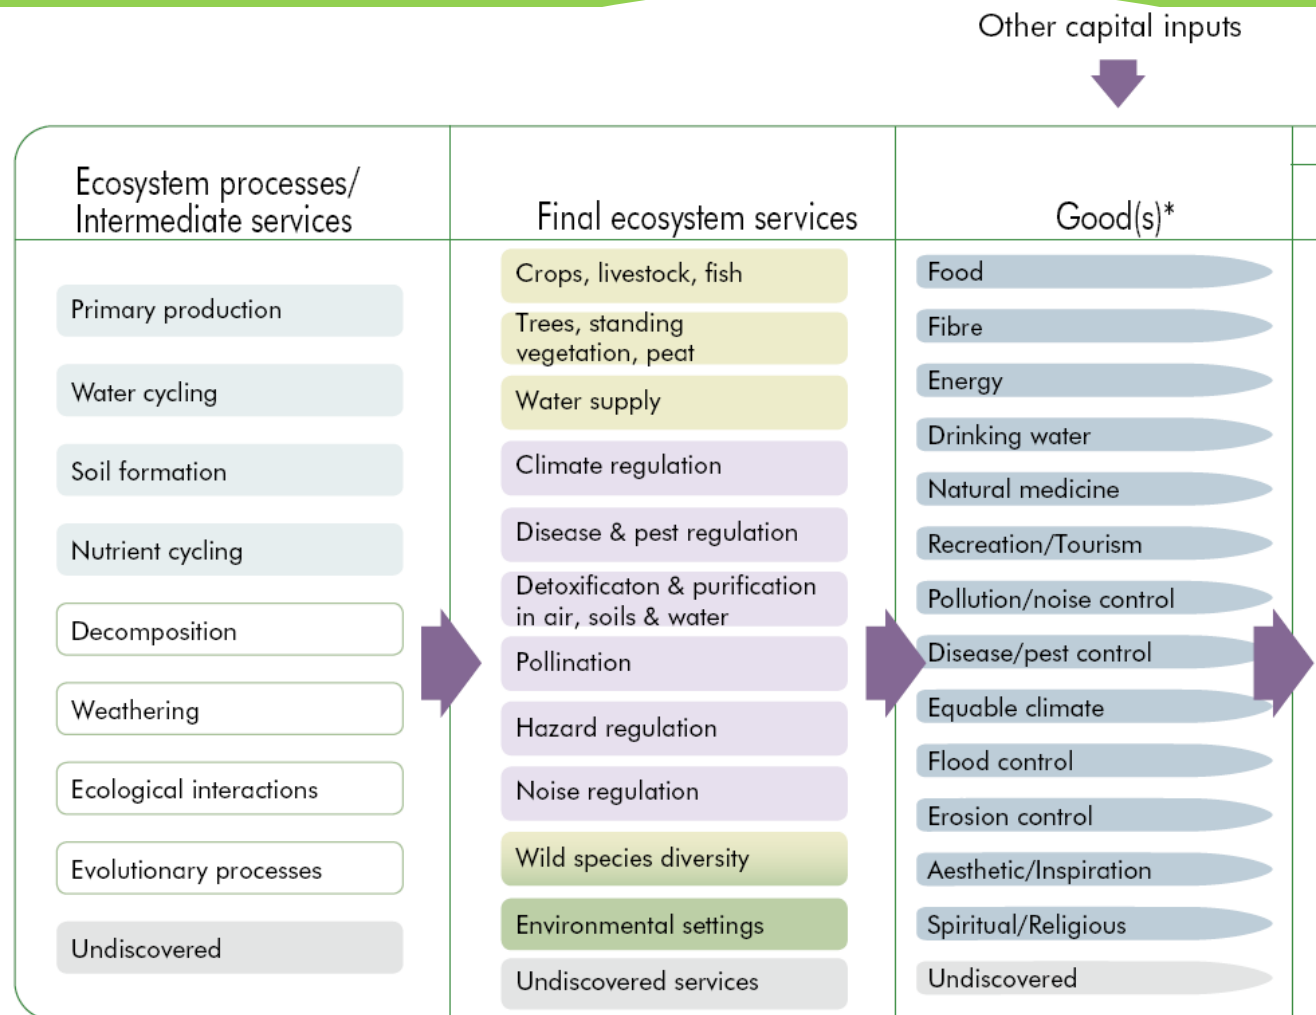 Other capital inputs
Ecosystem processes/
Intermediate services
Final ecosystem services
Good(s)*
Primary production
Water cycling
Soil formation
Nutrient cycling
Decomposition
Weathering
Ecological interactions
Evolutionary processes
Undiscovered
Crops, livestock, fish
Trees, standing
vegetation, peat
Water supply
Climate regulation
Disease & pest regulation
Detoxificaton & purification
in air, soils & water
Pollination
Hazard regulation
Noise regulation
Wild species diversity
Environmental settings
Undiscovered services
Food
Fibre
Energy
Drinking water
Natural medicine
Recreation/Tourism
Pollution/noise control
Disease/pest control
Equable climate
Flood control
Erosion control
Aesthetic/Inspiration
Spiritual/Religious
Undiscovered